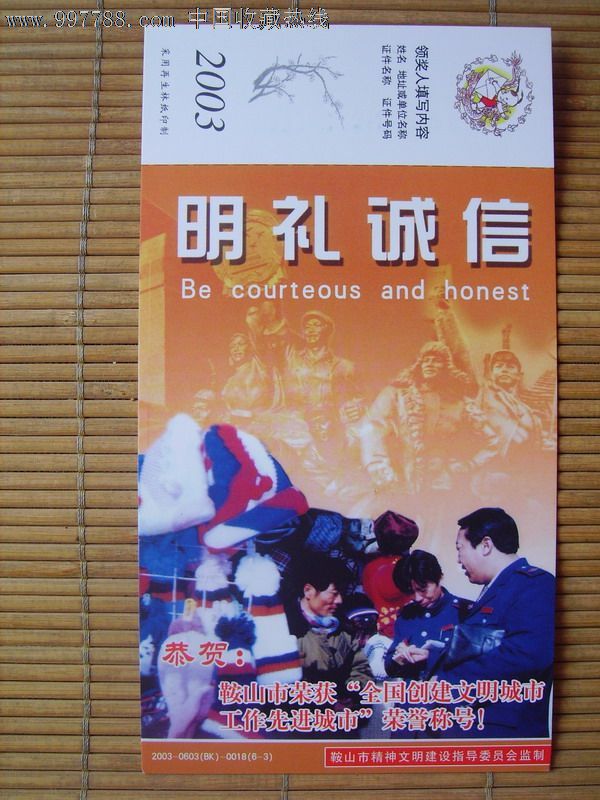 www.997788.com 中国收藏热线
领奖人填写内容
姓名 地址或单位名称
证件名称 证件号码
2003
采用再生林纸印制
明礼诚信
Be courteous and honest
恭贺：
鞍山市荣获“全国创建文明城市
工作先进城市”荣誉称号！
2003-0603(BK)-0018(6-3)
鞍山市精神文明建设指导委员会监制